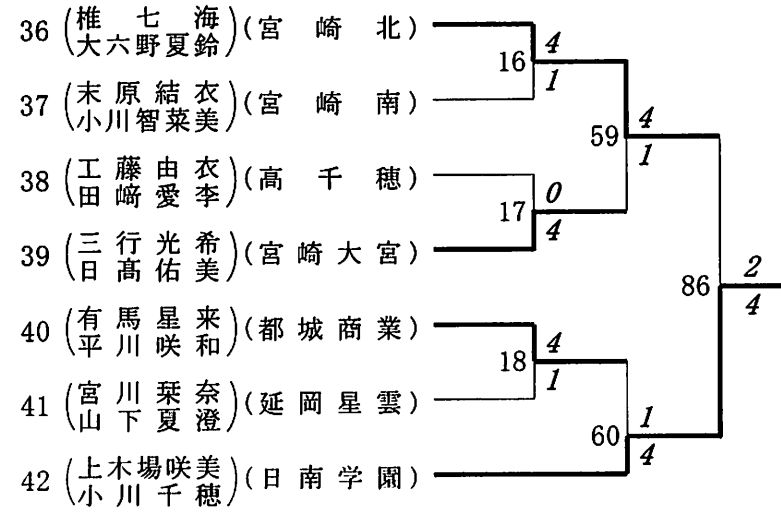 36 (椎七海 大六野夏鈴) (宮崎北)
37 (末原結衣 小川智菜美) (宮崎南)
38 (工藤由衣 田﨑愛李) (高千穂)
39 (三行光希 日髙佑美) (宮崎大宮)
40 (有馬星来 平川咲和) (都城商業)
41 (宮川栞奈 山下夏澄) (延岡星雲)
42 (上木場咲美 小川千穂) (日南学園)
16
4
1
17
0
4
18
4
1
59
4
1
60
1
4
86
2
4